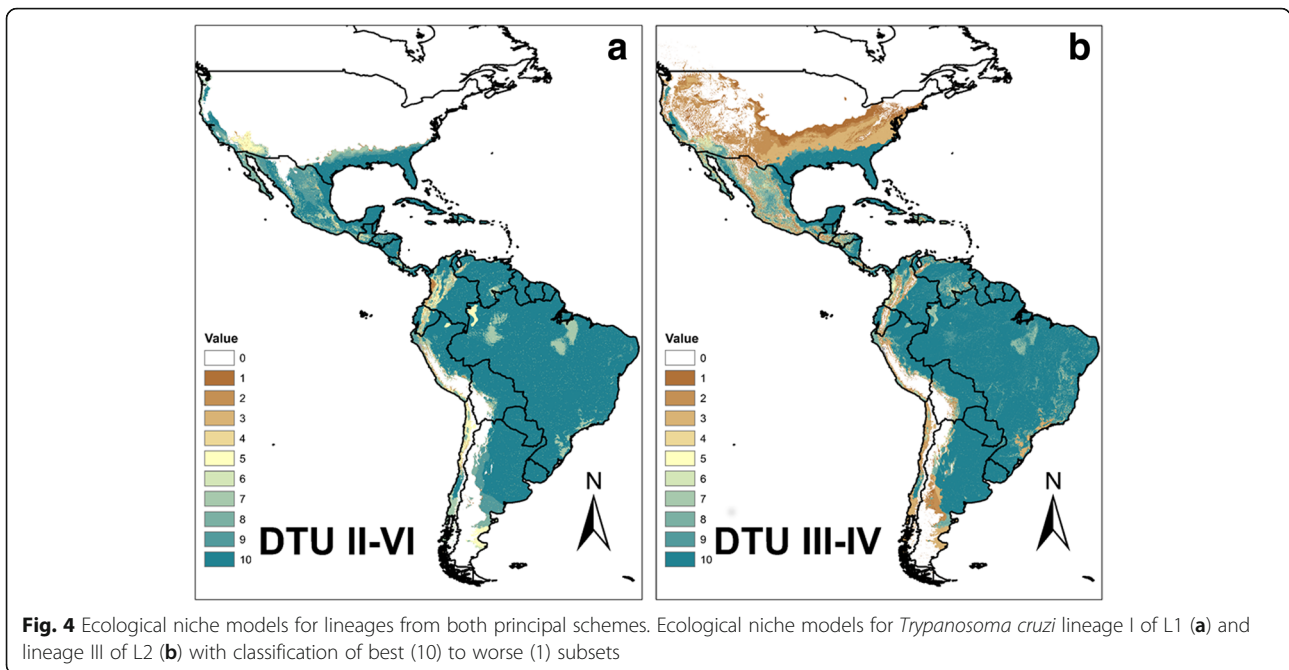 a
Value
0
1
2
3
4
5
6
7
8
9
10
DTU II-VI
N
b
Value
0
1
2
3
4
5
6
7
8
9
10
DTU III-IV
N
Fig. 4 Ecological niche models for lineages from both principal schemes. Ecological niche models for Trypanosoma cruzi lineage I of L1 (a) and
lineage III of L2 (b) with classification of best (10) to worse (1) subsets